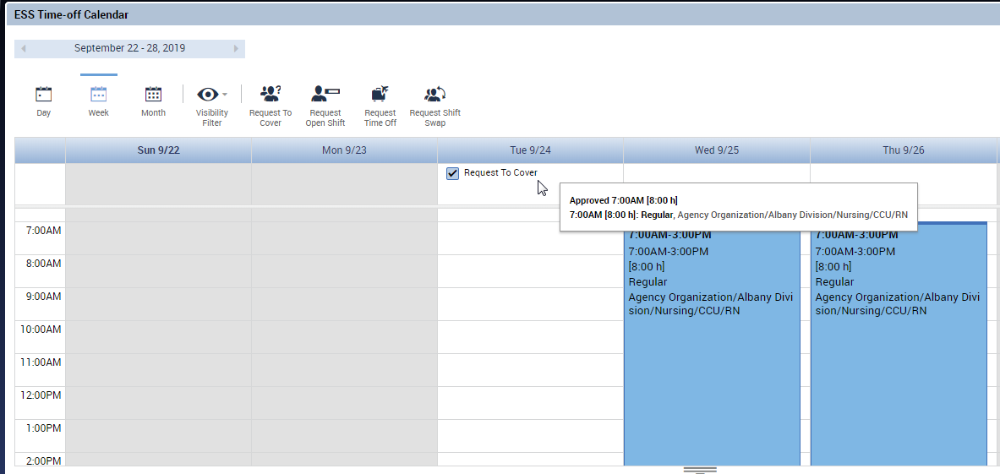 ESS Time-off Calendar
September 22 - 28, 2019
Day
Week
Month
Visibility
Filter
Request To
Cover
Request
Open Shift
Request
Time Off
Request Shift
Swap
Sun 9/22
Mon 9/23
Tue 9/24
Wed 9/25
Thu 9/26
Request To Cover
Approved 7:00AM [8:00 h]
7:00AM [8:00 h]: Regular, Agency Organization/Albany Division/Nursing/CCU/RN
7:00AM
8:00AM
9:00AM
10:00AM
11:00AM
12:00PM
1:00PM
2:00PM
7:00AM-3:00PM
7:00AM-3:00PM
[8:00 h]
Regular
Agency Organization/Albany Divi
sion/Nursing/CCU/RN
7:00AM-3:00PM
7:00AM-3:00PM
[8:00 h]
Regular
Agency Organization/Albany Divi
sion/Nursing/CCU/RN